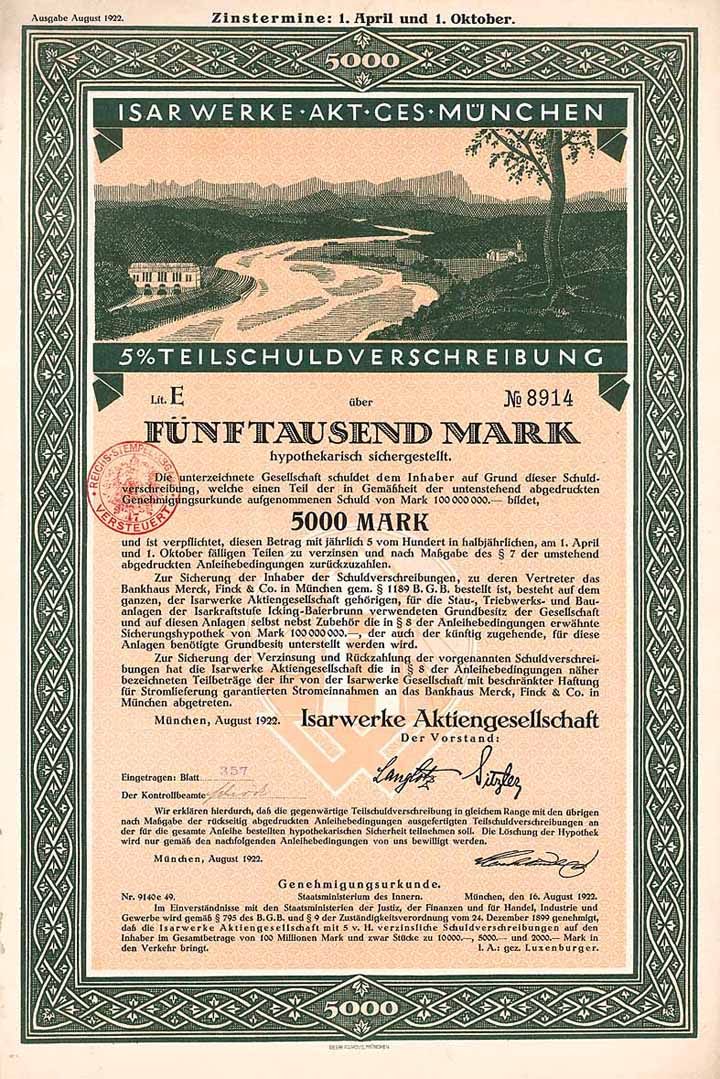 Ausgabe August 1922.
Zinstermine: 1. April und 1. Oktober.
5000
ISARWERKE·AKT·GES·MÜNCHEN
5% TEILSCHULDVERSCHREIBUNG
Lit. E über № 8914
FÜNFTAUSEND MARK
hypothekarisch sichergestellt.
REICHS-STEMPELABG
VERSTEUERT
17
Die unterzeichnete Gesellschaft schuldet dem Inhaber auf Grund dieser Schuld-
verschreibung, welche einen Teil der in Gemäßheit der untenstehend abgedruckten
Genehmigungsurkunde aufgenommenen Schuld von Mark 100 000 000.— bildet,
5000 MARK
und ist verpflichtet, diesen Betrag mit jährlich 5 vom Hundert in halbjährlichen, am 1. April
und 1. Oktober fälligen Teilen zu verzinsen und nach Maßgabe des § 7 der umstehend
abgedruckten Anleihebedingungen zurückzuzahlen.
Zur Sicherung der Inhaber der Schuldverschreibungen, zu deren Vertreter das
Bankhaus Merck, Finck & Co. in München gem. § 1189 B. G. B. bestellt ist, besteht auf dem
ganzen, der Isarwerke Aktiengesellschaft gehörigen, für die Stau-, Triebwerks- und Bau-
anlagen der Isarkraftstufe Icking-Baierbrunn verwendeten Grundbesitz der Gesellschaft
und auf diesen Anlagen selbst nebst Zubehör die in § 8 der Anleihebedingungen erwähnte
Sicherungshypothek von Mark 100 000 000.—, der auch der künftig zugehende, für diese
Anlagen benötigte Grundbesitz unterstellt werden wird.
Zur Sicherung der Verzinsung und Rückzahlung der vorgenannten Schuldverschrei-
bungen hat die Isarwerke Aktiengesellschaft die in § 8 der Anleihebedingungen näher
bezeichneten Teilbeträge der ihr von der Isarwerke Gesellschaft mit beschränkter Haftung
für Stromlieferung garantierten Stromeinnahmen an das Bankhaus Merck, Finck & Co. in
München abgetreten.
München, August 1922. Isarwerke Aktiengesellschaft
Der Vorstand:
Langlotz Sitzler
Eingetragen: Blatt 357
Der Kontrollbeamte
Wir erklären hierdurch, daß die gegenwärtige Teilschuldverschreibung in gleichem Range mit den übrigen
nach Maßgabe der rückseitig abgedruckten Anleihebedingungen ausgefertigten Teilschuldverschreibungen an
der für die gesamte Anleihe bestellten hypothekarischen Sicherheit teilnehmen soll. Die Löschung der Hypothek
wird nur gemäß den nachfolgenden Anleihebedingungen von uns bewilligt werden.
München, August 1922.
Genehmigungsurkunde.
Nr. 9140e 49. Staatsministerium des Innern. München, den 16. August 1922.
Im Einverständnisse mit den Staatsministerien der Justiz, der Finanzen und für Handel, Industrie und
Gewerbe wird gemäß § 795 des B. G. B. und § 9 der Zuständigkeitsverordnung vom 24. Dezember 1899 genehmigt,
daß die Isarwerke Aktiengesellschaft mit 5 v. H. verzinsliche Schuldverschreibungen auf den
Inhaber im Gesamtbetrage von 100 Millionen Mark und zwar Stücke zu 10000.—, 5000.— und 2000.— Mark in
den Verkehr bringt. I. A.: gez. Luxenburger.
5000